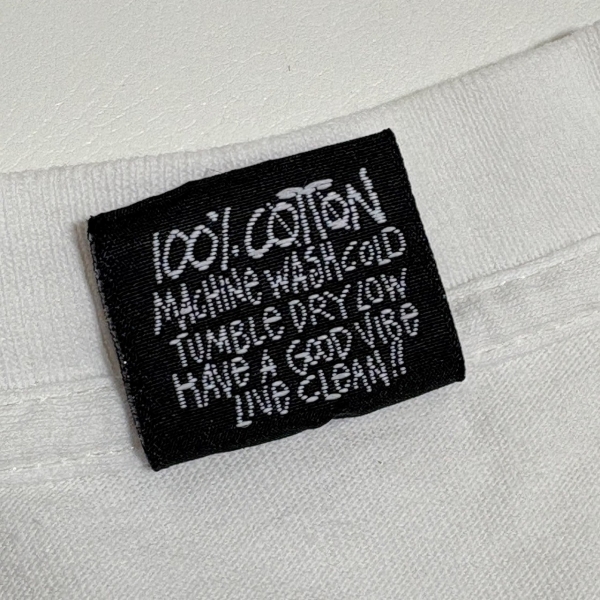 100% COTTON
MACHINE WASH COLD
TUMBLE DRY LOW
HAVE A GOOD VIBe
LIVe CLEAN!!